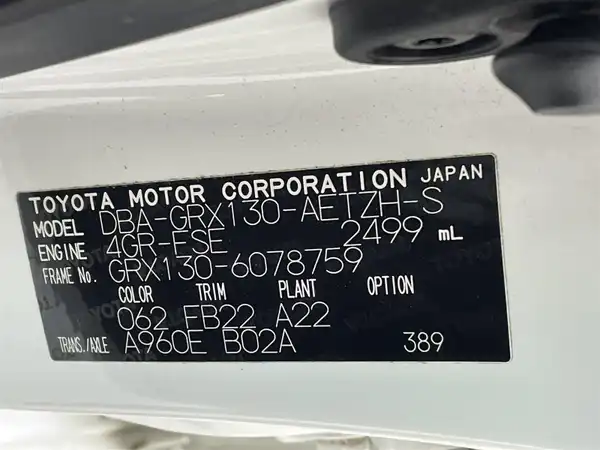 TOYOTA MOTOR CORPORATION JAPAN
MODEL DBA-GRX130-AETZH-S
ENGINE 4GR-FSE 2499 mL
FRAME No. GRX130-6078759
COLOR TRIM PLANT OPTION
062 FB22 A22
TRANS./AXLE A960E B02A 389